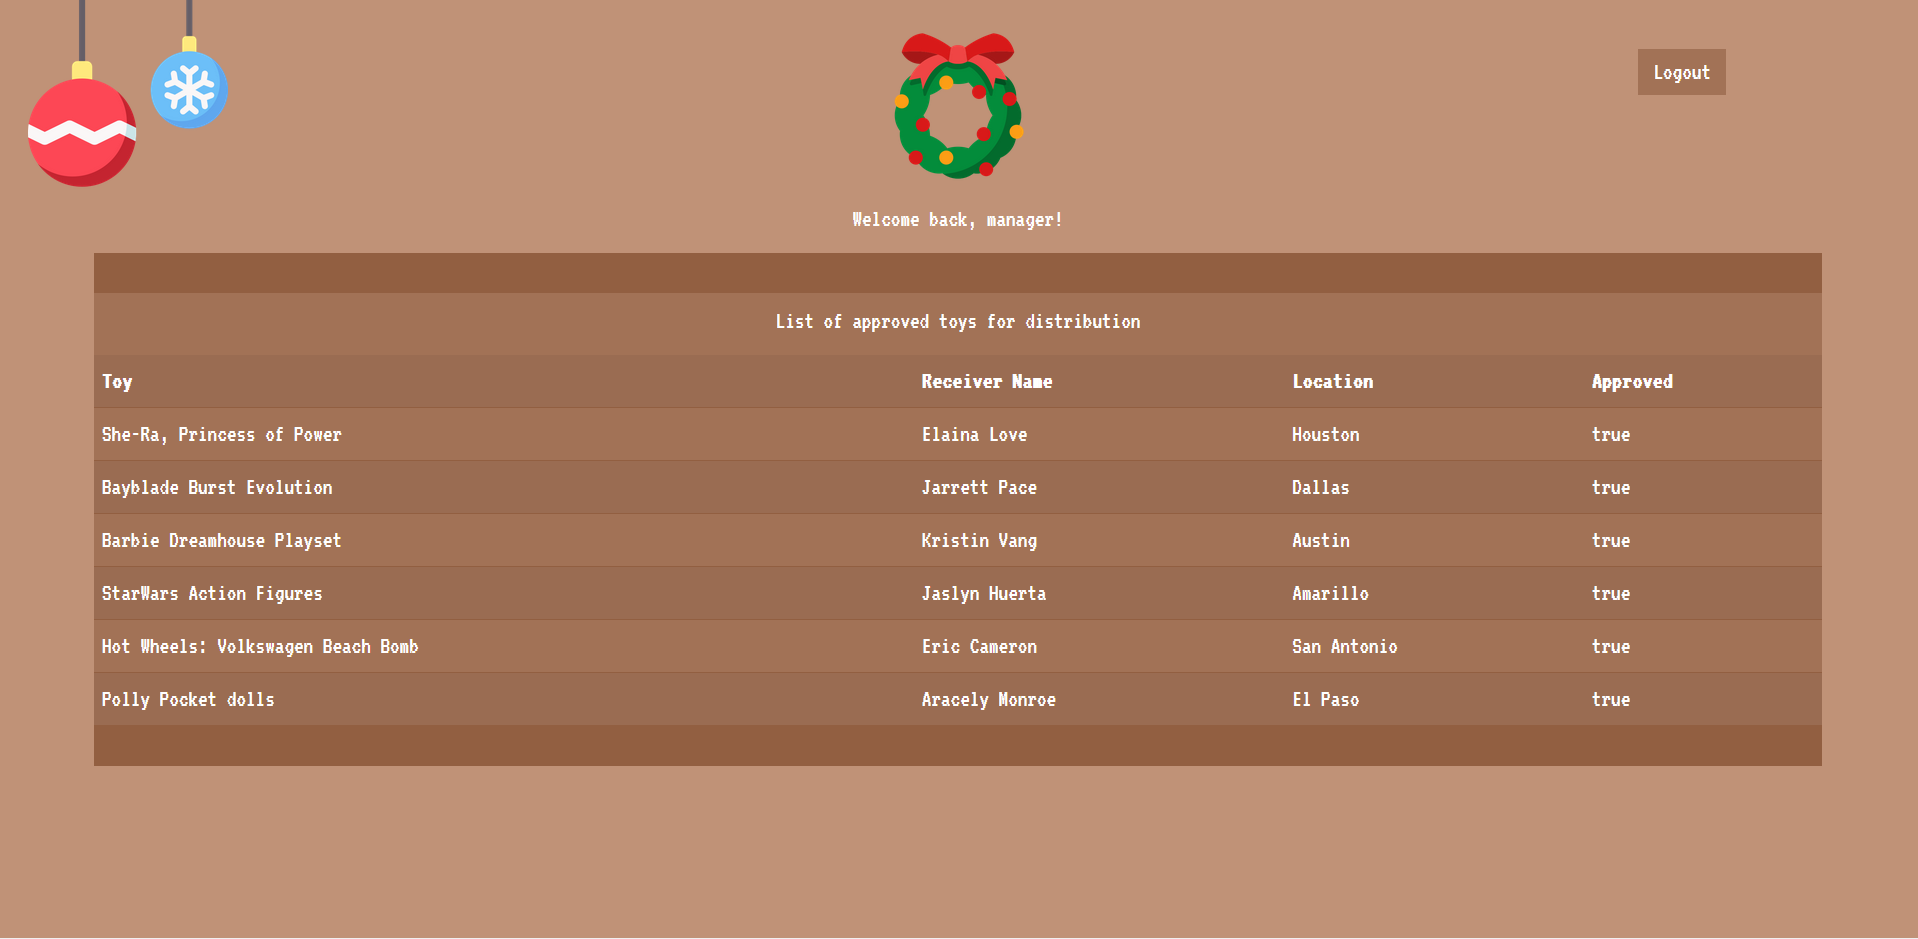 Logout
Welcome back, manager!
List of approved toys for distribution
Toy Receiver Name Location Approved
She-Ra, Princess of Power Elaina Love Houston true
Bayblade Burst Evolution Jarrett Pace Dallas true
Barbie Dreamhouse Playset Kristin Vang Austin true
StarWars Action Figures Jaslyn Huerta Amarillo true
Hot Wheels: Volkswagen Beach Bomb Eric Cameron San Antonio true
Polly Pocket dolls Aracely Monroe El Paso true